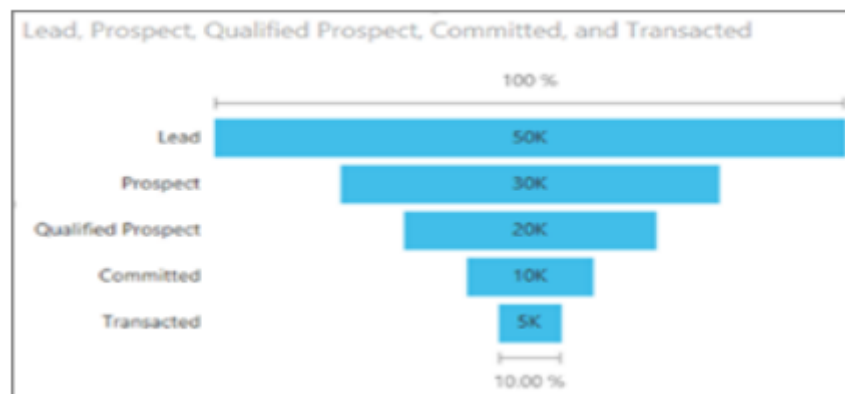 Lead, Prospect, Qualified Prospect, Committed, and Transacted
100 %
Lead 50K
Prospect 30K
Qualified Prospect 20K
Committed 10K
Transacted 5K
10.00 %